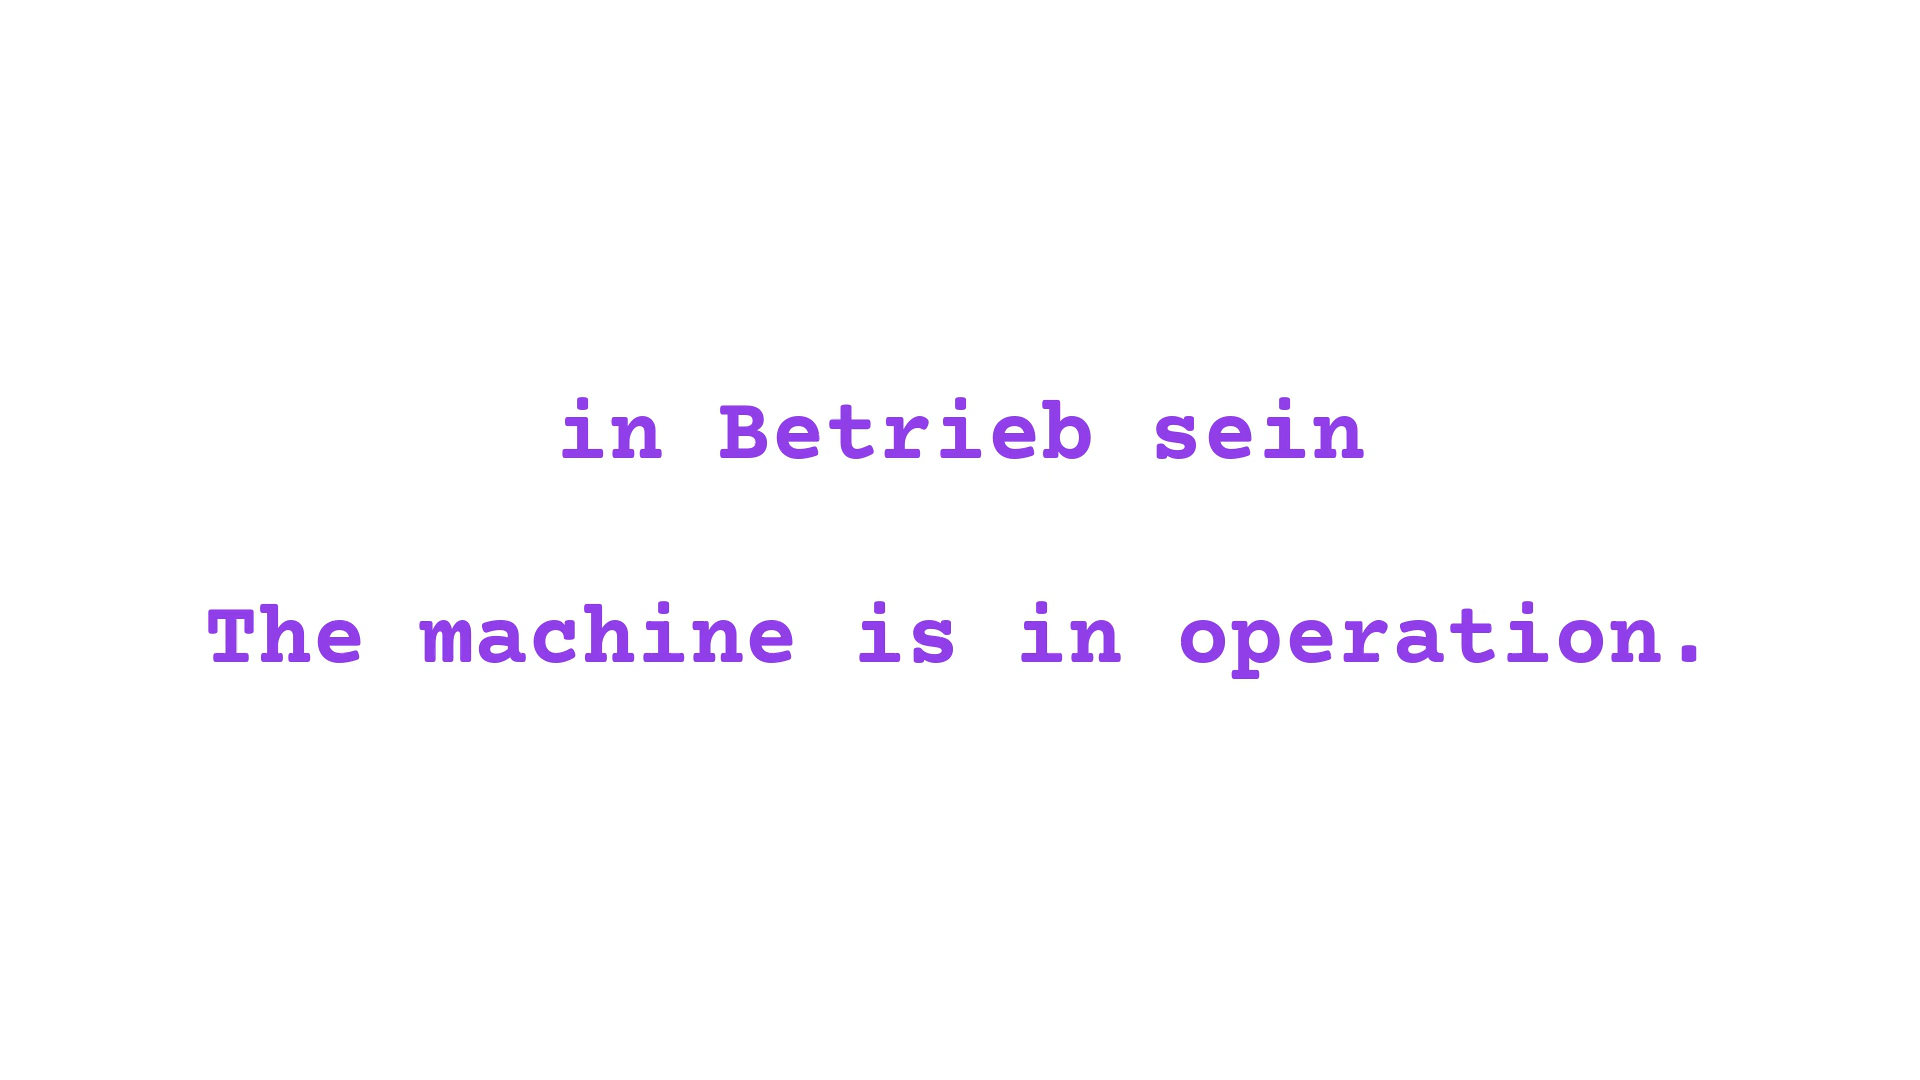 in Betrieb sein
The machine is in operation.